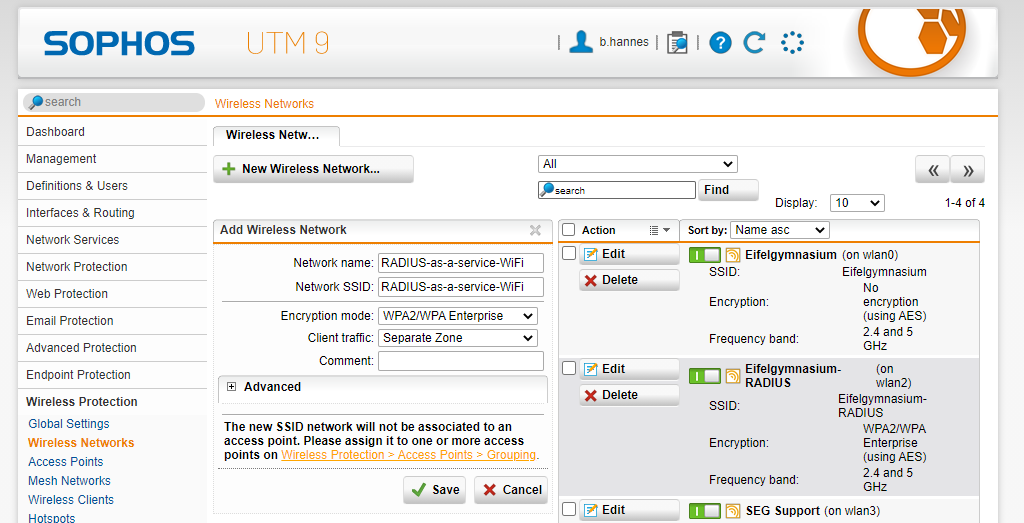 SOPHOS UTM 9
| b.hannes | |
search
Wireless Networks
Dashboard
Management
Definitions & Users
Interfaces & Routing
Network Services
Network Protection
Web Protection
Email Protection
Advanced Protection
Endpoint Protection
Wireless Protection
Global Settings
Wireless Networks
Access Points
Mesh Networks
Wireless Clients
Hotspots
Wireless Netw…
New Wireless Network...
All
search
Find
«
»
Display: 10
1-4 of 4
Add Wireless Network
Network name: RADIUS-as-a-service-WiFi
Network SSID: RADIUS-as-a-service-WiFi
Encryption mode: WPA2/WPA Enterprise
Client traffic: Separate Zone
Comment:
Advanced
The new SSID network will not be associated to an
access point. Please assign it to one or more access
points on Wireless Protection > Access Points > Grouping.
Save
Cancel
Action
Sort by: Name asc
Edit
Delete
Eifelgymnasium (on wlan0)
SSID: Eifelgymnasium
Encryption: No
encryption
(using AES)
Frequency band: 2.4 and 5
GHz
Edit
Delete
Eifelgymnasium-
RADIUS
(on
wlan2)
SSID: Eifelgymnasium-
RADIUS
Encryption: WPA2/WPA
Enterprise
(using AES)
Frequency band: 2.4 and 5
GHz
Edit
SEG Support (on wlan3)